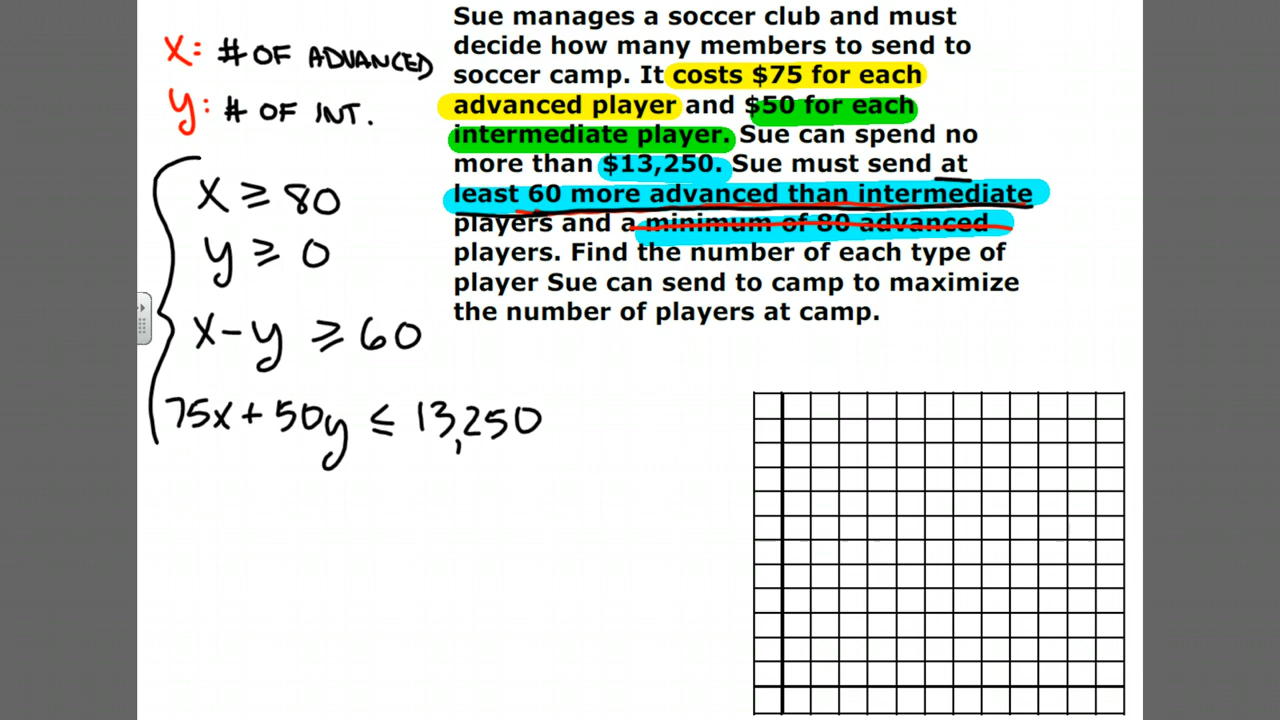 X: # OF ADVANCED
y: # OF INT.
x ≥ 80
y ≥ 0
x - y ≥ 60
75x + 50y ≤ 13,250
Sue manages a soccer club and must
decide how many members to send to
soccer camp. It costs $75 for each
advanced player and $50 for each
intermediate player. Sue can spend no
more than $13,250. Sue must send at
least 60 more advanced than intermediate
players and a minimum of 80 advanced
players. Find the number of each type of
player Sue can send to camp to maximize
the number of players at camp.